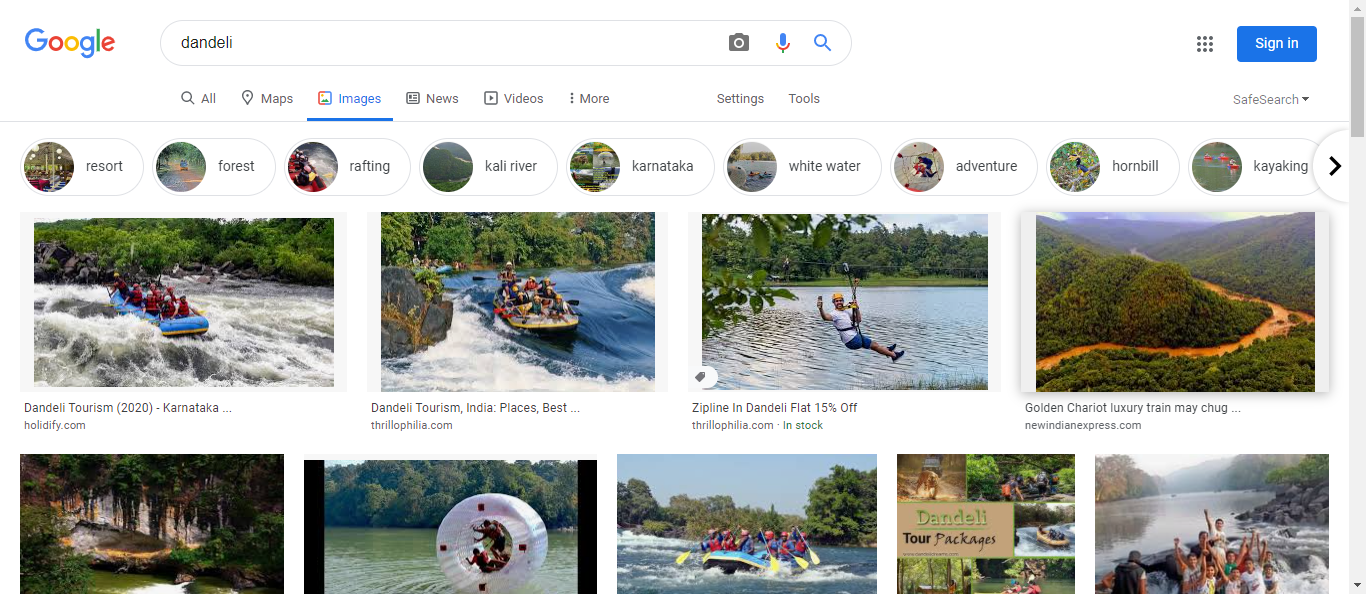 Google
dandeli
Sign in
All Maps Images News Videos More Settings Tools SafeSearch
resort forest rafting kali river karnataka white water adventure hornbill kayaking
Dandeli Tourism (2020) - Karnataka ...
holidify.com
Dandeli Tourism, India: Places, Best ...
thrillophilia.com
Zipline In Dandeli Flat 15% Off
thrillophilia.com · In stock
Golden Chariot luxury train may chug ...
newindianexpress.com
Dandeli
Tour Packages